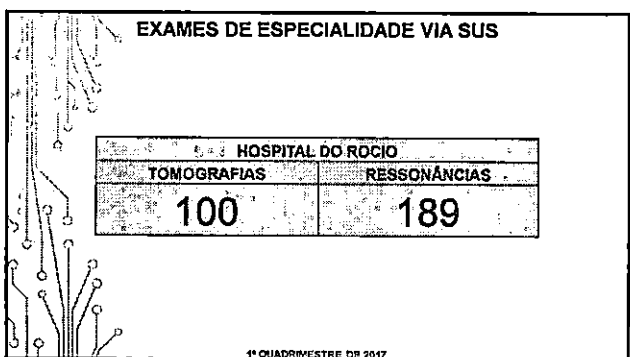 EXAMES DE ESPECIALIDADE VIA SUS
HOSPITAL DO ROCIO
TOMOGRAFIAS RESSONÂNCIAS
100 189
1º QUADRIMESTRE DE 2017